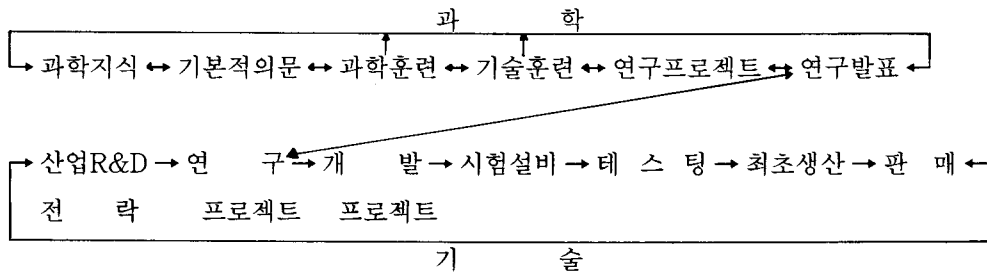 과 학
과학지식 ↔ 기본적의문 ↔ 과학훈련 ↔ 기술훈련 ↔ 연구프로젝트 ↔ 연구발표
산업R&D → 연 구 → 개 발 → 시험설비 → 테 스 팅 → 최초생산 → 판 매
전 략 프로젝트 프로젝트
기 술